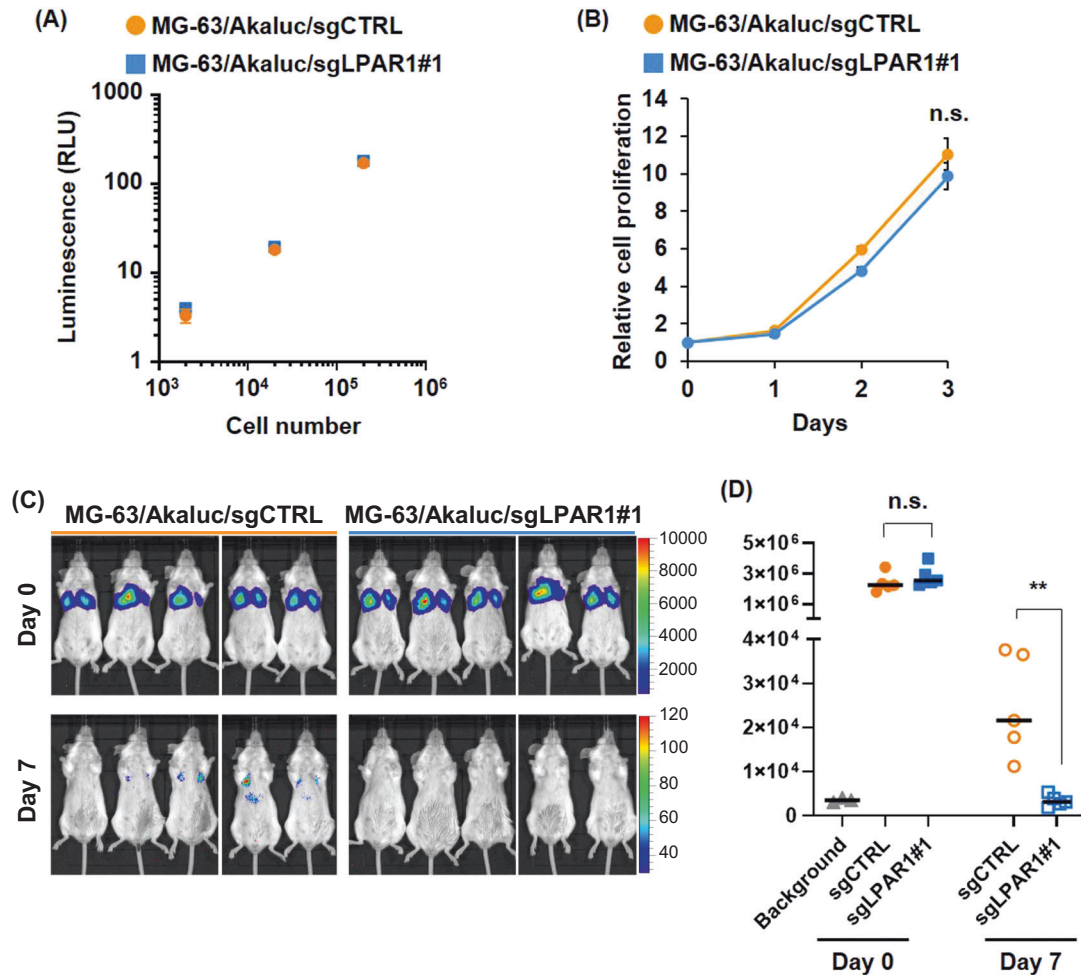 (A)
MG-63/Akaluc/sgCTRL
MG-63/Akaluc/sgLPAR1#1
Luminescence (RLU)
1000
100
10
1
10³ 10⁴ 10⁵ 10⁶
Cell number
(B)
MG-63/Akaluc/sgCTRL
MG-63/Akaluc/sgLPAR1#1
Relative cell proliferation
14
12
10
8
6
4
2
0
n.s.
0 1 2 3
Days
(C)
MG-63/Akaluc/sgCTRL MG-63/Akaluc/sgLPAR1#1
Day 0
10000
8000
6000
4000
2000
Day 7
120
100
80
60
40
(D)
n.s.
5×10⁶
3×10⁶
1×10⁶
**
4×10⁴
3×10⁴
2×10⁴
1×10⁴
0
Background
sgCTRL
sgLPAR1#1
sgCTRL
sgLPAR1#1
Day 0 Day 7